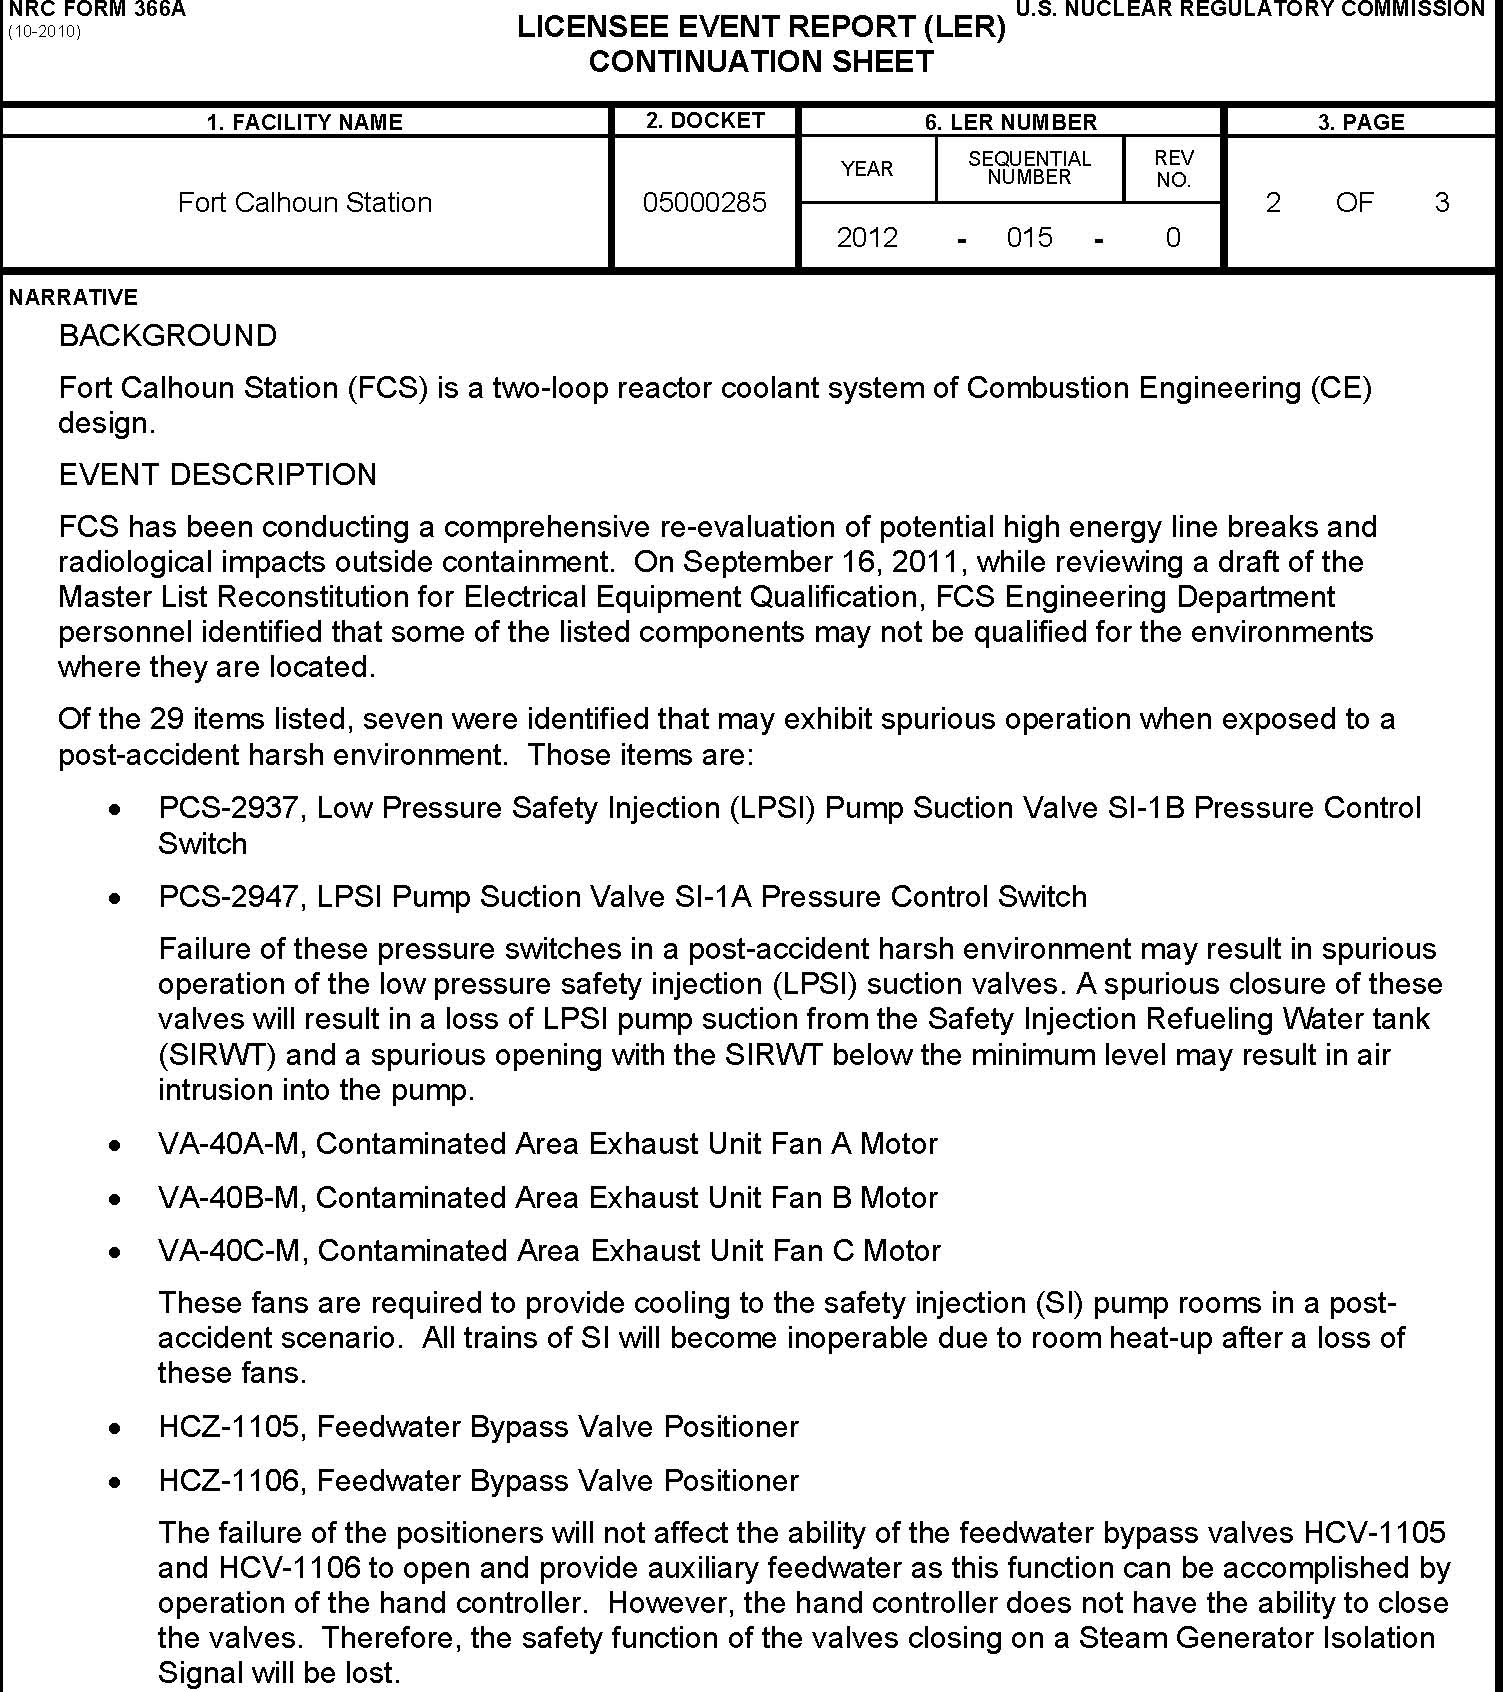 NRC FORM 366A
(10-2010)
U.S. NUCLEAR REGULATORY COMMISSION
LICENSEE EVENT REPORT (LER)
CONTINUATION SHEET
1. FACILITY NAME
2. DOCKET
6. LER NUMBER
3. PAGE
Fort Calhoun Station
05000285
YEAR
SEQUENTIAL
NUMBER
REV
NO.
2 OF 3
2012 - 015 - 0
NARRATIVE
BACKGROUND
Fort Calhoun Station (FCS) is a two-loop reactor coolant system of Combustion Engineering (CE)
design.
EVENT DESCRIPTION
FCS has been conducting a comprehensive re-evaluation of potential high energy line breaks and
radiological impacts outside containment.  On September 16, 2011, while reviewing a draft of the
Master List Reconstitution for Electrical Equipment Qualification, FCS Engineering Department
personnel identified that some of the listed components may not be qualified for the environments
where they are located.
Of the 29 items listed, seven were identified that may exhibit spurious operation when exposed to a
post-accident harsh environment.  Those items are:
• PCS-2937, Low Pressure Safety Injection (LPSI) Pump Suction Valve SI-1B Pressure Control
Switch
• PCS-2947, LPSI Pump Suction Valve SI-1A Pressure Control Switch
Failure of these pressure switches in a post-accident harsh environment may result in spurious
operation of the low pressure safety injection (LPSI) suction valves. A spurious closure of these
valves will result in a loss of LPSI pump suction from the Safety Injection Refueling Water tank
(SIRWT) and a spurious opening with the SIRWT below the minimum level may result in air
intrusion into the pump.
• VA-40A-M, Contaminated Area Exhaust Unit Fan A Motor
• VA-40B-M, Contaminated Area Exhaust Unit Fan B Motor
• VA-40C-M, Contaminated Area Exhaust Unit Fan C Motor
These fans are required to provide cooling to the safety injection (SI) pump rooms in a post-
accident scenario.  All trains of SI will become inoperable due to room heat-up after a loss of
these fans.
• HCZ-1105, Feedwater Bypass Valve Positioner
• HCZ-1106, Feedwater Bypass Valve Positioner
The failure of the positioners will not affect the ability of the feedwater bypass valves HCV-1105
and HCV-1106 to open and provide auxiliary feedwater as this function can be accomplished by
operation of the hand controller.  However, the hand controller does not have the ability to close
the valves.  Therefore, the safety function of the valves closing on a Steam Generator Isolation
Signal will be lost.